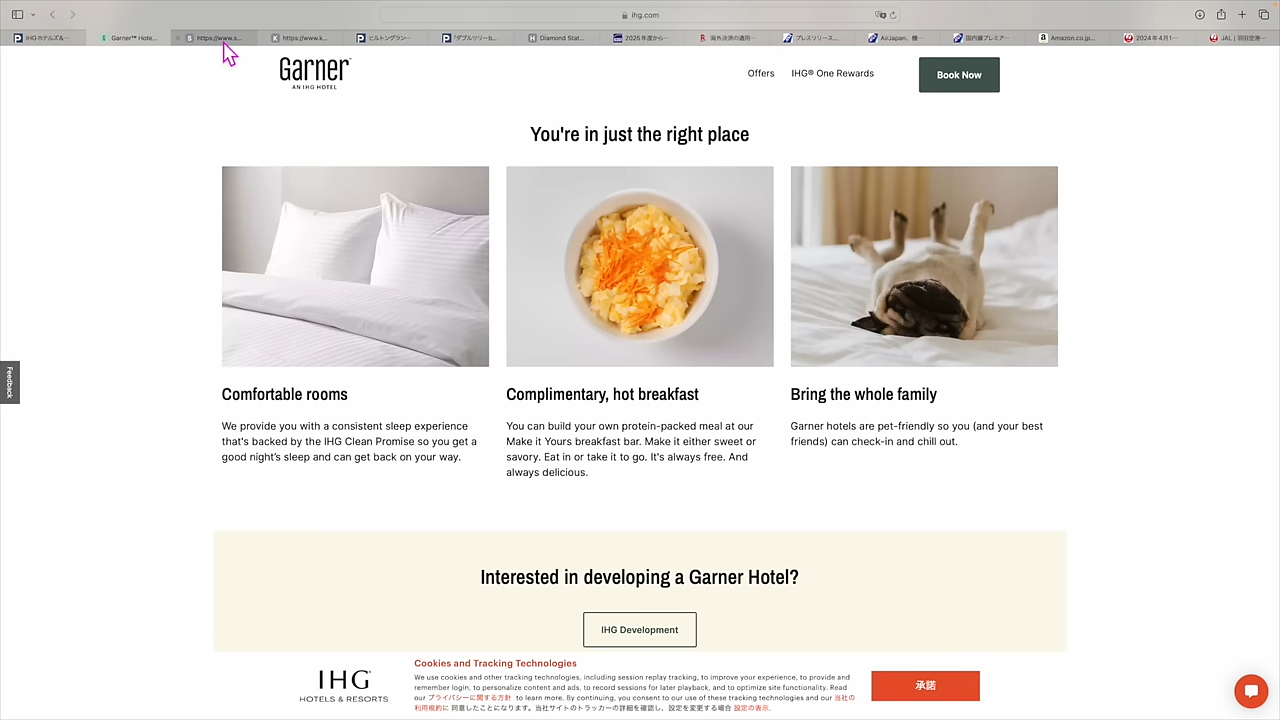 ihg.com
IHG ホテルズ&…
Garner™ Hote…
https://www.s…
https://www.k…
ヒルトングラン…
「ダブルツリーb…
Diamond Stat…
2025年度から…
海外決済の適用…
プレスリリース…
AirJapan、機…
国内線プレミア…
Amazon.co.jp…
2024年4月1…
JAL | 羽田空港…
Garner
AN IHG HOTEL
Offers
IHG® One Rewards
Book Now
You're in just the right place
Comfortable rooms
We provide you with a consistent sleep experience
that's backed by the IHG Clean Promise so you get a
good night's sleep and can get back on your way.
Complimentary, hot breakfast
You can build your own protein-packed meal at our
Make it Yours breakfast bar. Make it either sweet or
savory. Eat in or take it to go. It's always free. And
always delicious.
Bring the whole family
Garner hotels are pet-friendly so you (and your best
friends) can check-in and chill out.
Feedback
Interested in developing a Garner Hotel?
IHG Development
IHG
HOTELS & RESORTS
Cookies and Tracking Technologies
We use cookies and other tracking technologies, including session replay tracking, to improve your experience, to provide and
remember login, to personalize content and ads, to record sessions for later playback, and to optimize site functionality. Read
our プライバシーに関する方針 to learn more. By continuing, you consent to our use of these tracking technologies and our 当社の
利用規約に 同意したことになります。当社サイトのトラッカーの詳細を確認し、設定を変更する場合 設定の表示.
承諾